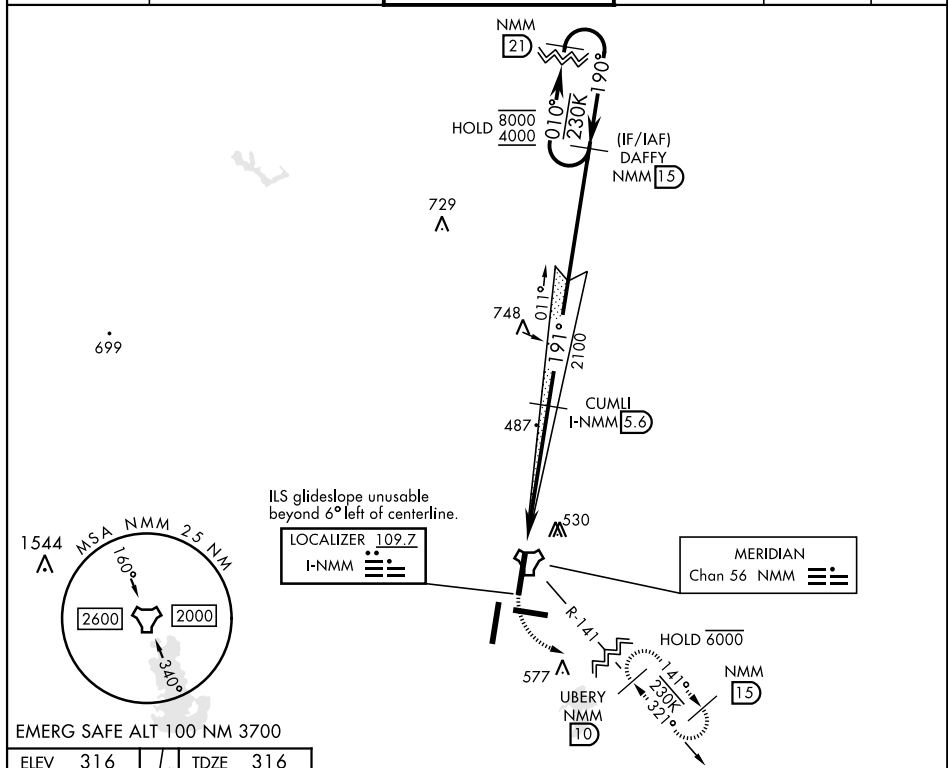 NMM
21
190°
010°
230K
HOLD 8000
4000
(IF/IAF)
DAFFY
NMM 15
729
011°
748
191°
2100
699
CUMLI
I-NMM 5.6
487
ILS glideslope unusable
beyond 6° left of centerline.
LOCALIZER 109.7
I-NMM
530
MERIDIAN
Chan 56 NMM
1544
MSA NMM 25 NM
160°
2600
2000
340°
R-141
HOLD 6000
577
141°
230K
321°
NMM
15
UBERY
NMM
10
EMERG SAFE ALT 100 NM 3700
ELEV 316
TDZE 316